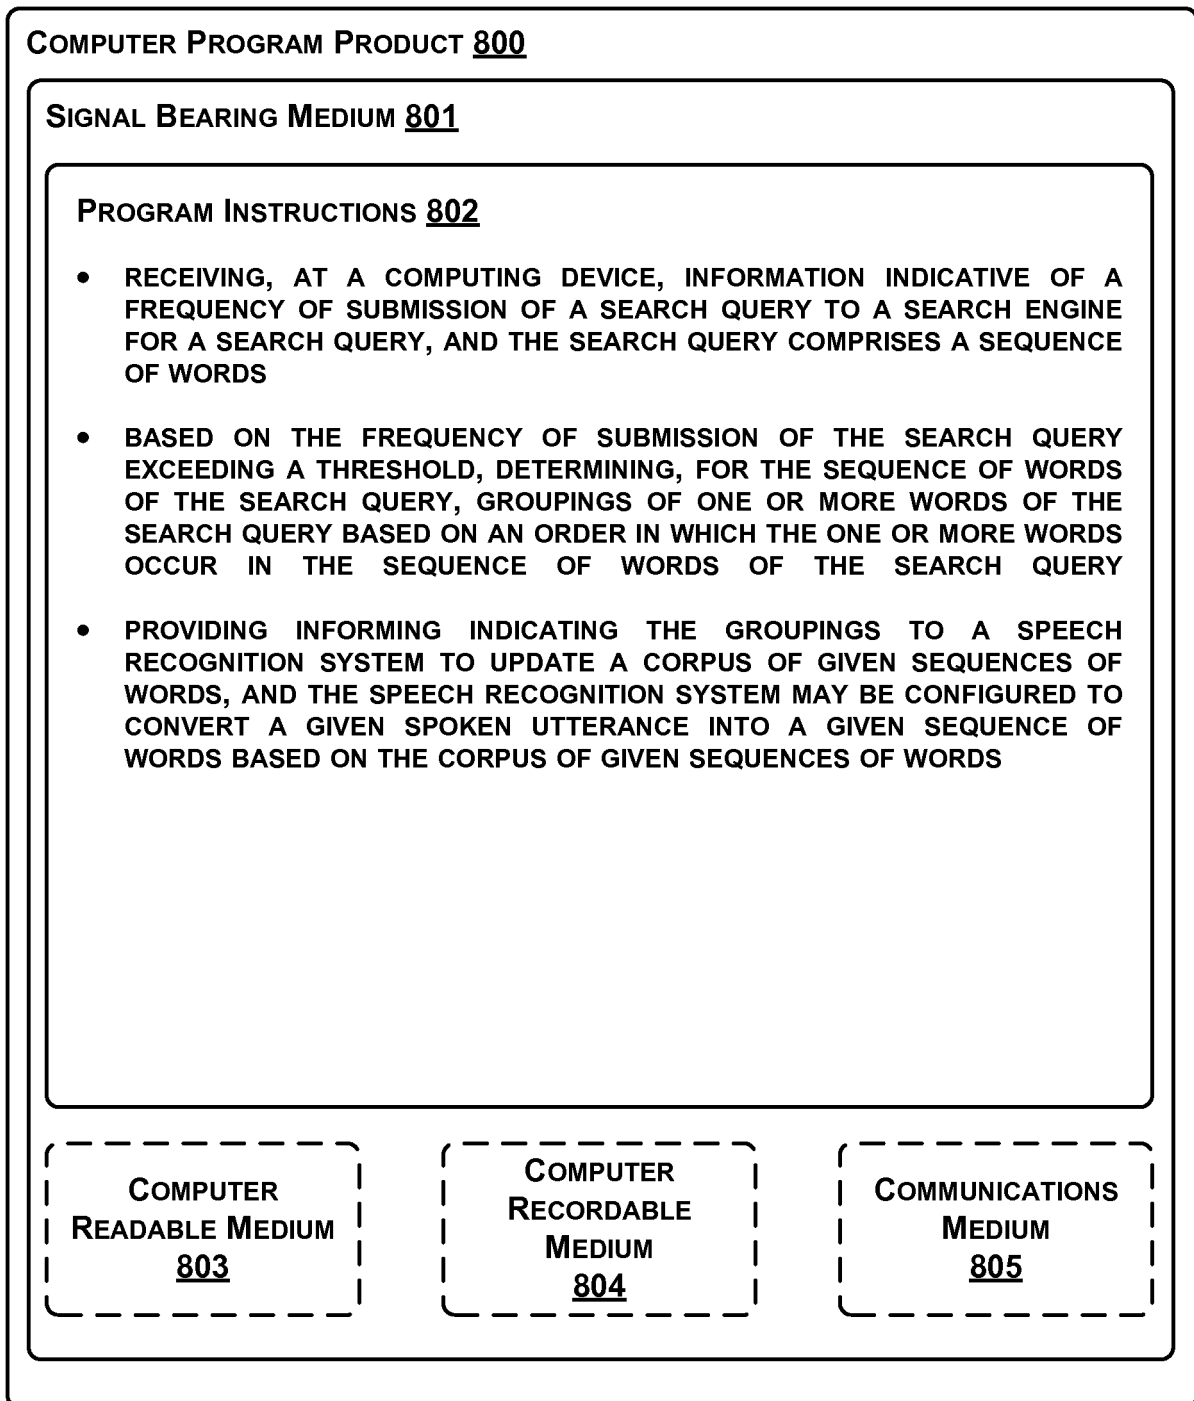 COMPUTER PROGRAM PRODUCT 800
SIGNAL BEARING MEDIUM 801
PROGRAM INSTRUCTIONS 802
• RECEIVING, AT A COMPUTING DEVICE, INFORMATION INDICATIVE OF A
FREQUENCY OF SUBMISSION OF A SEARCH QUERY TO A SEARCH ENGINE
FOR A SEARCH QUERY, AND THE SEARCH QUERY COMPRISES A SEQUENCE
OF WORDS
• BASED ON THE FREQUENCY OF SUBMISSION OF THE SEARCH QUERY
EXCEEDING A THRESHOLD, DETERMINING, FOR THE SEQUENCE OF WORDS
OF THE SEARCH QUERY, GROUPINGS OF ONE OR MORE WORDS OF THE
SEARCH QUERY BASED ON AN ORDER IN WHICH THE ONE OR MORE WORDS
OCCUR IN THE SEQUENCE OF WORDS OF THE SEARCH QUERY
• PROVIDING INFORMING INDICATING THE GROUPINGS TO A SPEECH
RECOGNITION SYSTEM TO UPDATE A CORPUS OF GIVEN SEQUENCES OF
WORDS, AND THE SPEECH RECOGNITION SYSTEM MAY BE CONFIGURED TO
CONVERT A GIVEN SPOKEN UTTERANCE INTO A GIVEN SEQUENCE OF
WORDS BASED ON THE CORPUS OF GIVEN SEQUENCES OF WORDS
COMPUTER
READABLE MEDIUM
803
COMPUTER
RECORDABLE
MEDIUM
804
COMMUNICATIONS
MEDIUM
805